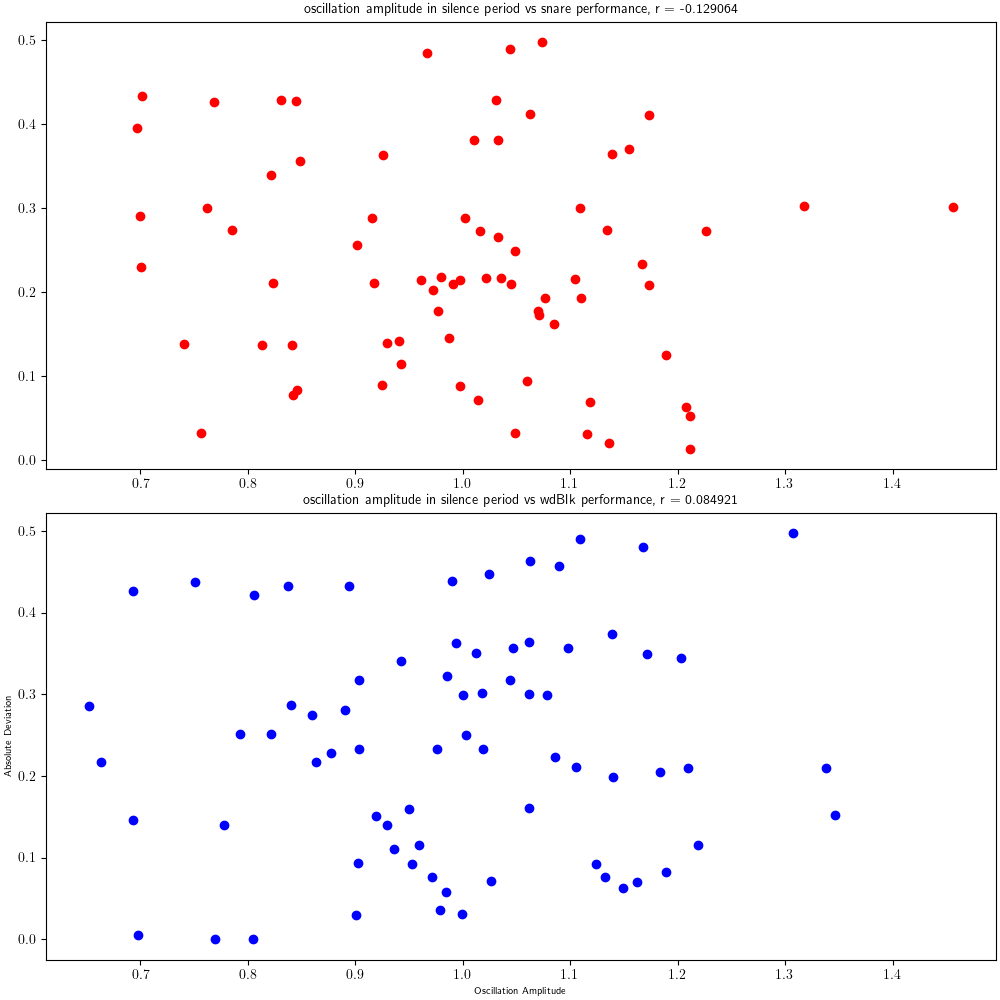 oscillation amplitude in silence period vs snare performance, r = -0.129064
0.5
0.4
0.3
0.2
0.1
0.0
0.7 0.8 0.9 1.0 1.1 1.2 1.3 1.4
oscillation amplitude in silence period vs wdBlk performance, r = 0.084921
Absolute Deviation
0.5
0.4
0.3
0.2
0.1
0.0
0.7 0.8 0.9 1.0 1.1 1.2 1.3 1.4
Oscillation Amplitude